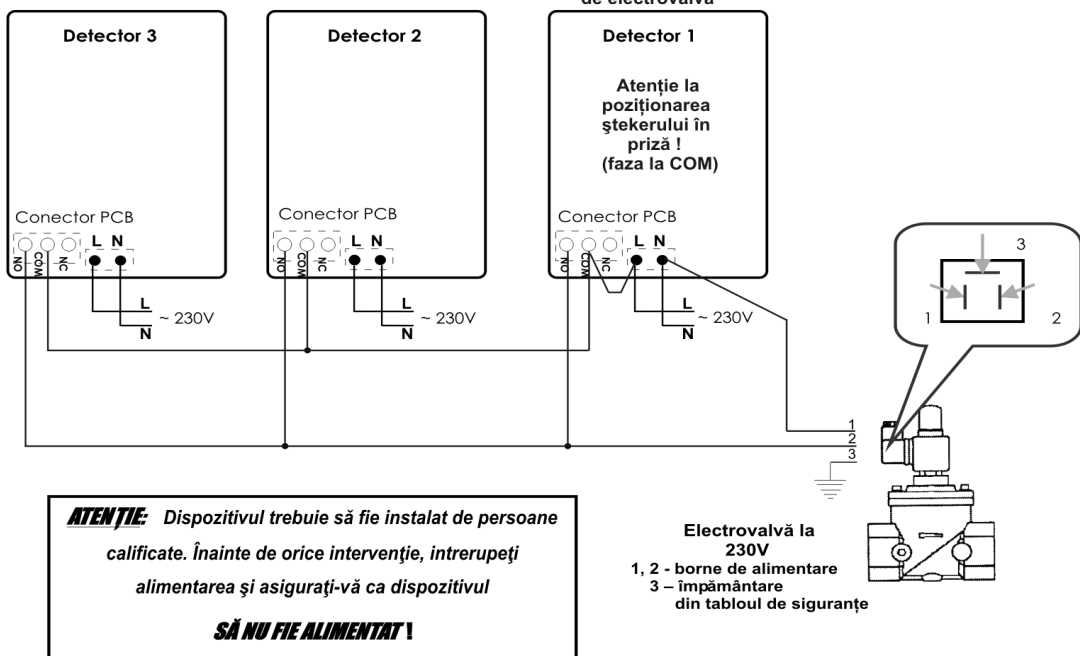 de electrovalvă
Detector 3
Detector 2
Detector 1
Atenție la
poziționarea
ștekerului în
priză !
(faza la COM)
Conector PCB
L N
NO
COM
NC
L
~ 230V
N
Conector PCB
L N
NO
COM
NC
L
~ 230V
N
Conector PCB
L N
NO
COM
NC
L
~ 230V
N
3
1
2
1
2
3
ATENȚIE: Dispozitivul trebuie să fie instalat de persoane
calificate. Înainte de orice intervenţie, intrerupeţi
alimentarea şi asiguraţi-vă ca dispozitivul
SĂ NU FIE ALIMENTAT !
Electrovalvă la
230V
1, 2 - borne de alimentare
3 – împământare
din tabloul de siguranțe